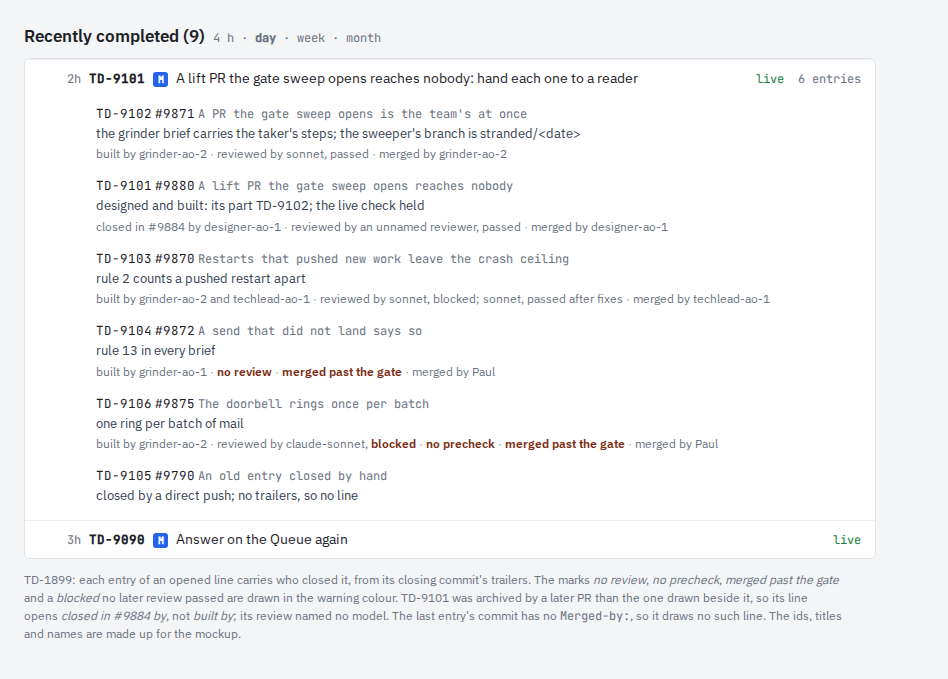 Recently completed (9) 4 h · day · week · month
2h TD-9101 M A lift PR the gate sweep opens reaches nobody: hand each one to a reader live 6 entries
TD-9102 #9871 A PR the gate sweep opens is the team's at once
the grinder brief carries the taker's steps; the sweeper's branch is stranded/<date>
built by grinder-ao-2 · reviewed by sonnet, passed · merged by grinder-ao-2
TD-9101 #9880 A lift PR the gate sweep opens reaches nobody
designed and built: its part TD-9102; the live check held
closed in #9884 by designer-ao-1 · reviewed by an unnamed reviewer, passed · merged by designer-ao-1
TD-9103 #9870 Restarts that pushed new work leave the crash ceiling
rule 2 counts a pushed restart apart
built by grinder-ao-2 and techlead-ao-1 · reviewed by sonnet, blocked; sonnet, passed after fixes · merged by techlead-ao-1
TD-9104 #9872 A send that did not land says so
rule 13 in every brief
built by grinder-ao-1 · no review · merged past the gate · merged by Paul
TD-9106 #9875 The doorbell rings once per batch
one ring per batch of mail
built by grinder-ao-2 · reviewed by claude-sonnet, blocked · no precheck · merged past the gate · merged by Paul
TD-9105 #9790 An old entry closed by hand
closed by a direct push; no trailers, so no line
3h TD-9090 M Answer on the Queue again live
TD-1899: each entry of an opened line carries who closed it, from its closing commit's trailers. The marks no review, no precheck, merged past the gate
and a blocked no later review passed are drawn in the warning colour. TD-9101 was archived by a later PR than the one drawn beside it, so its line
opens closed in #9884 by, not built by; its review named no model. The last entry's commit has no Merged-by:, so it draws no such line. The ids, titles
and names are made up for the mockup.